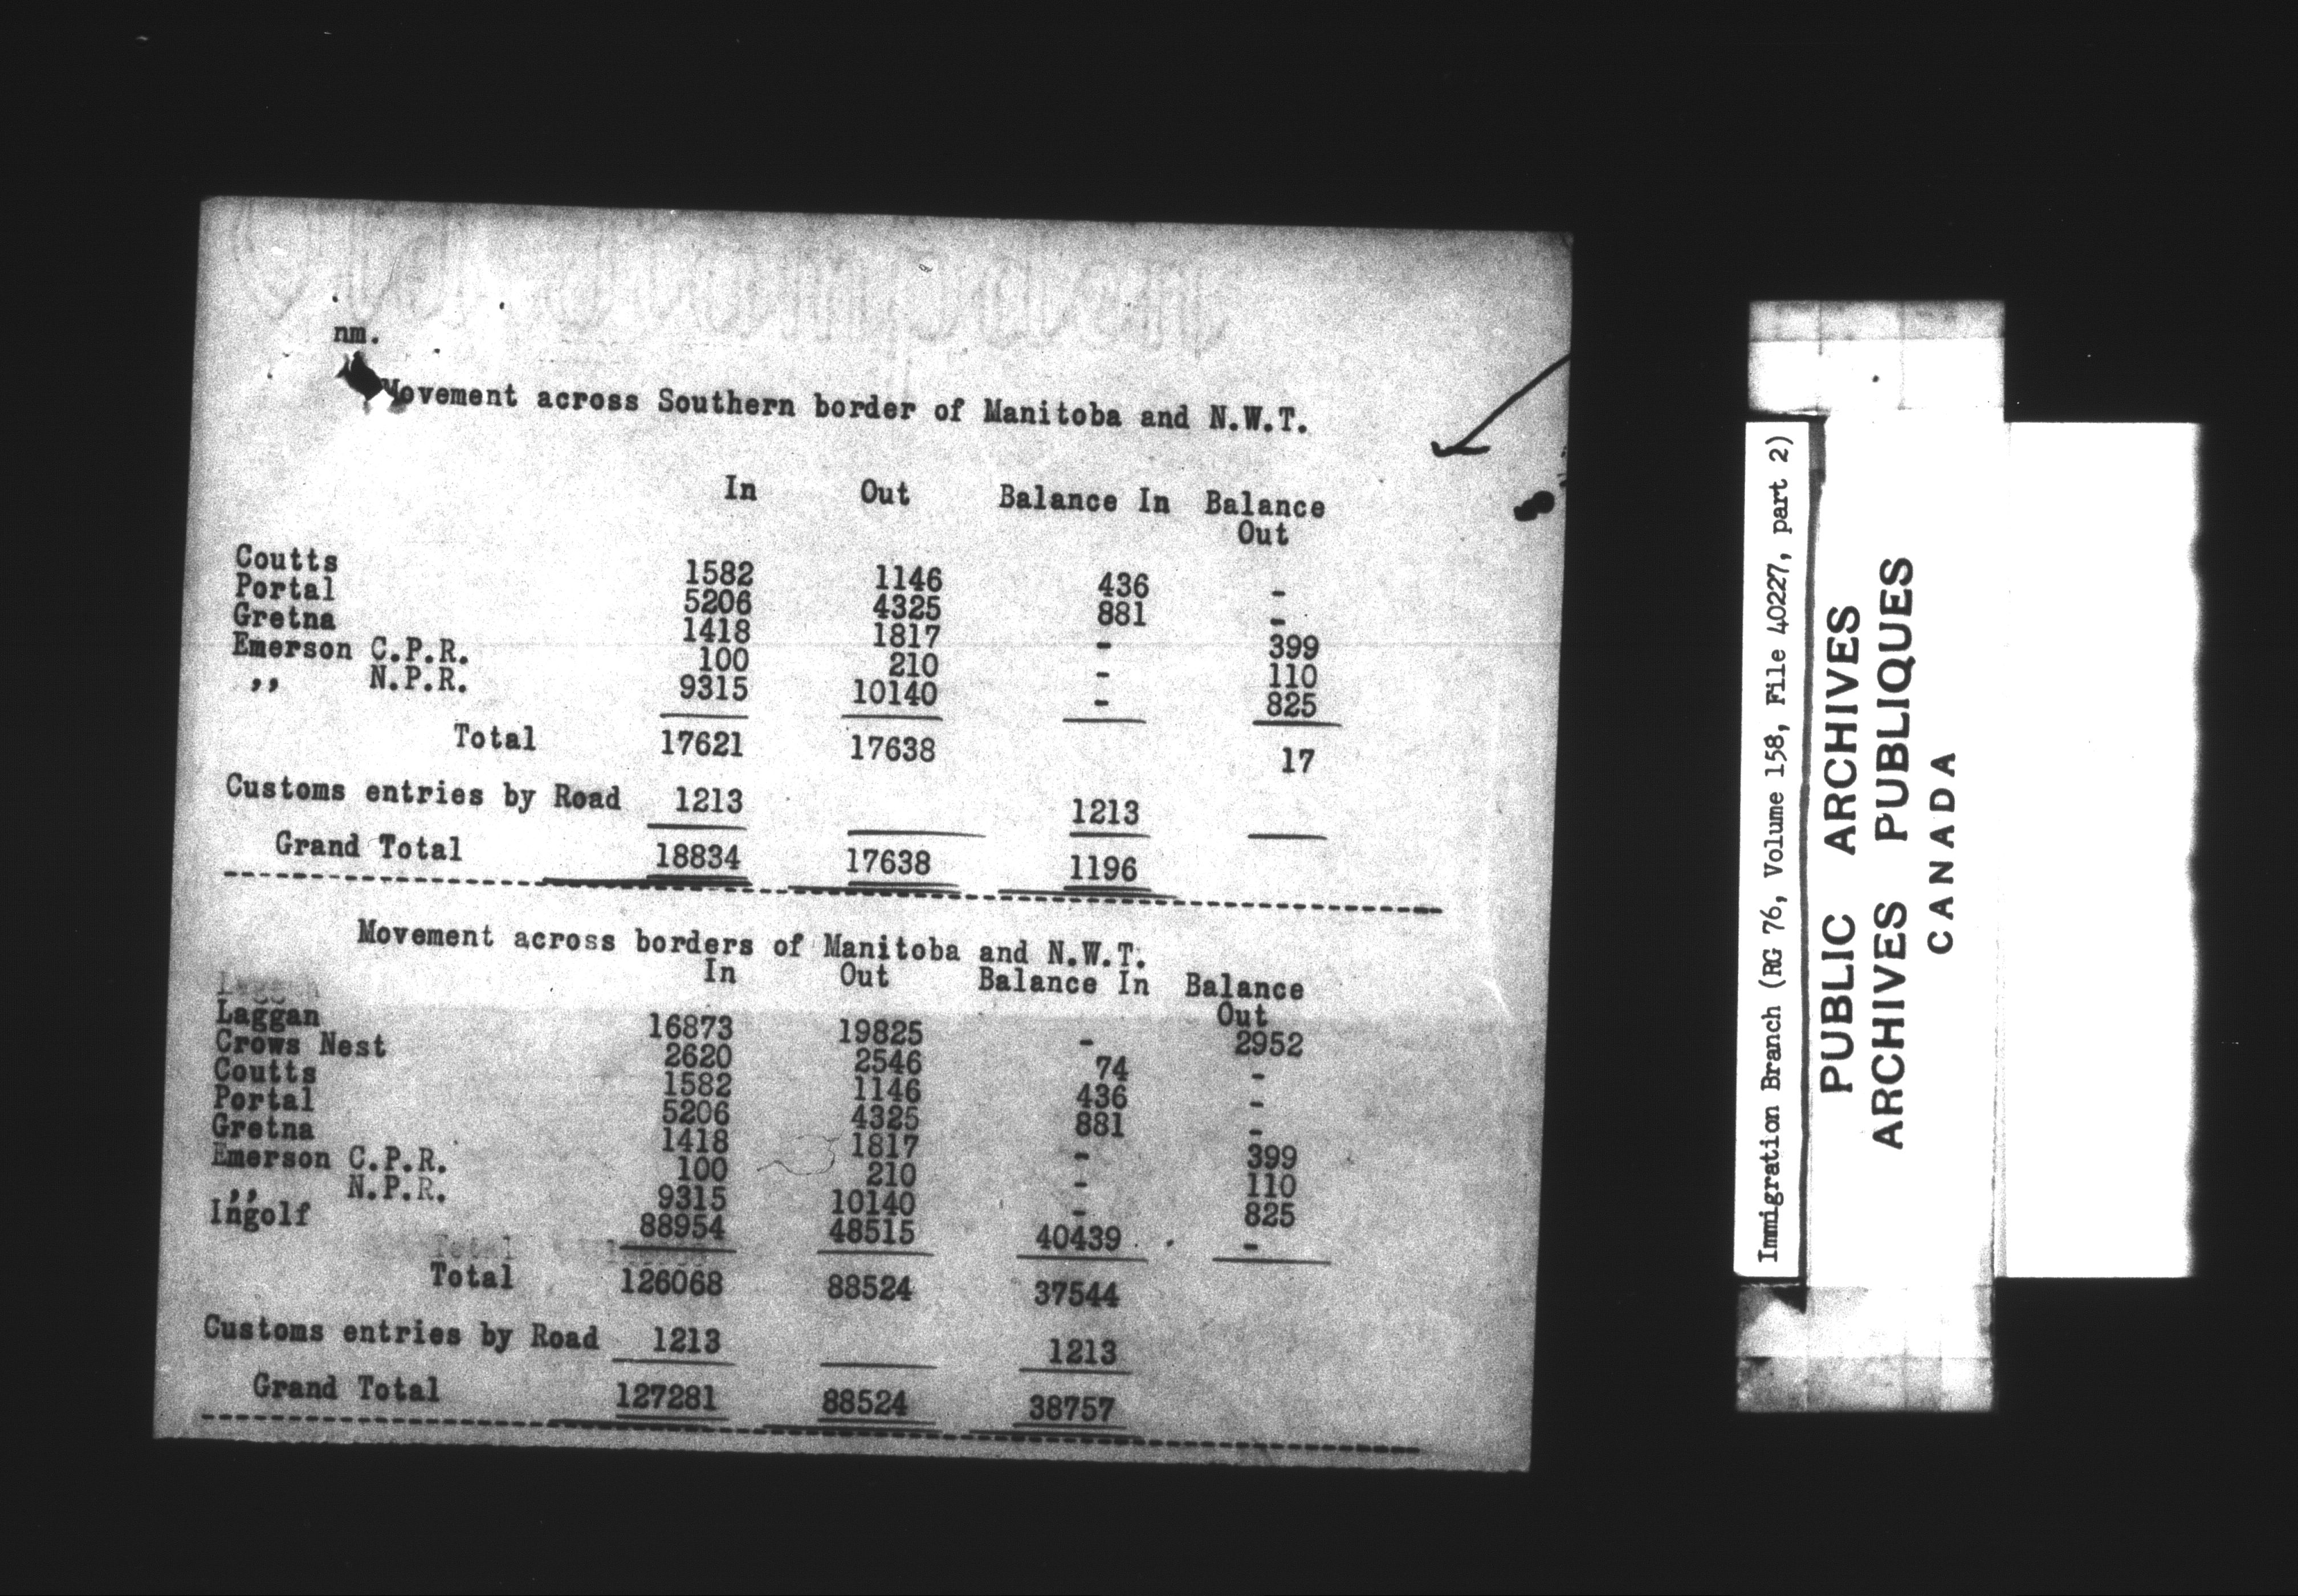 nm.
Movement across Southern border of Manitoba and N.W.T.
In Out Balance In Balance
Out
Coutts 1582 1146 436 -
Portal 5206 4325 881 -
Gretna 1418 1817 - 399
Emerson C.P.R. 100 210 - 110
,, N.P.R. 9315 10140 - 825
Total 17621 17638 17
Customs entries by Road 1213 1213
Grand Total 18834 17638 1196
Movement across borders of Manitoba and N.W.T.
In Out Balance In Balance
Out
Laggan 16873 19825 - 2952
Crows Nest 2620 2546 74 -
Coutts 1582 1146 436 -
Portal 5206 4325 881 -
Gretna 1418 1817 - 399
Emerson C.P.R. 100 210 - 110
,, N.P.R. 9315 10140 - 825
Ingolf 88954 48515 40439 -
Total
Total 126068 88524 37544
Customs entries by Road 1213 1213
Grand Total 127281 88524 38757
Immigration Branch (RG 76, Volume 158, File 40227, part 2)
PUBLIC ARCHIVES
ARCHIVES PUBLIQUES
CANADA